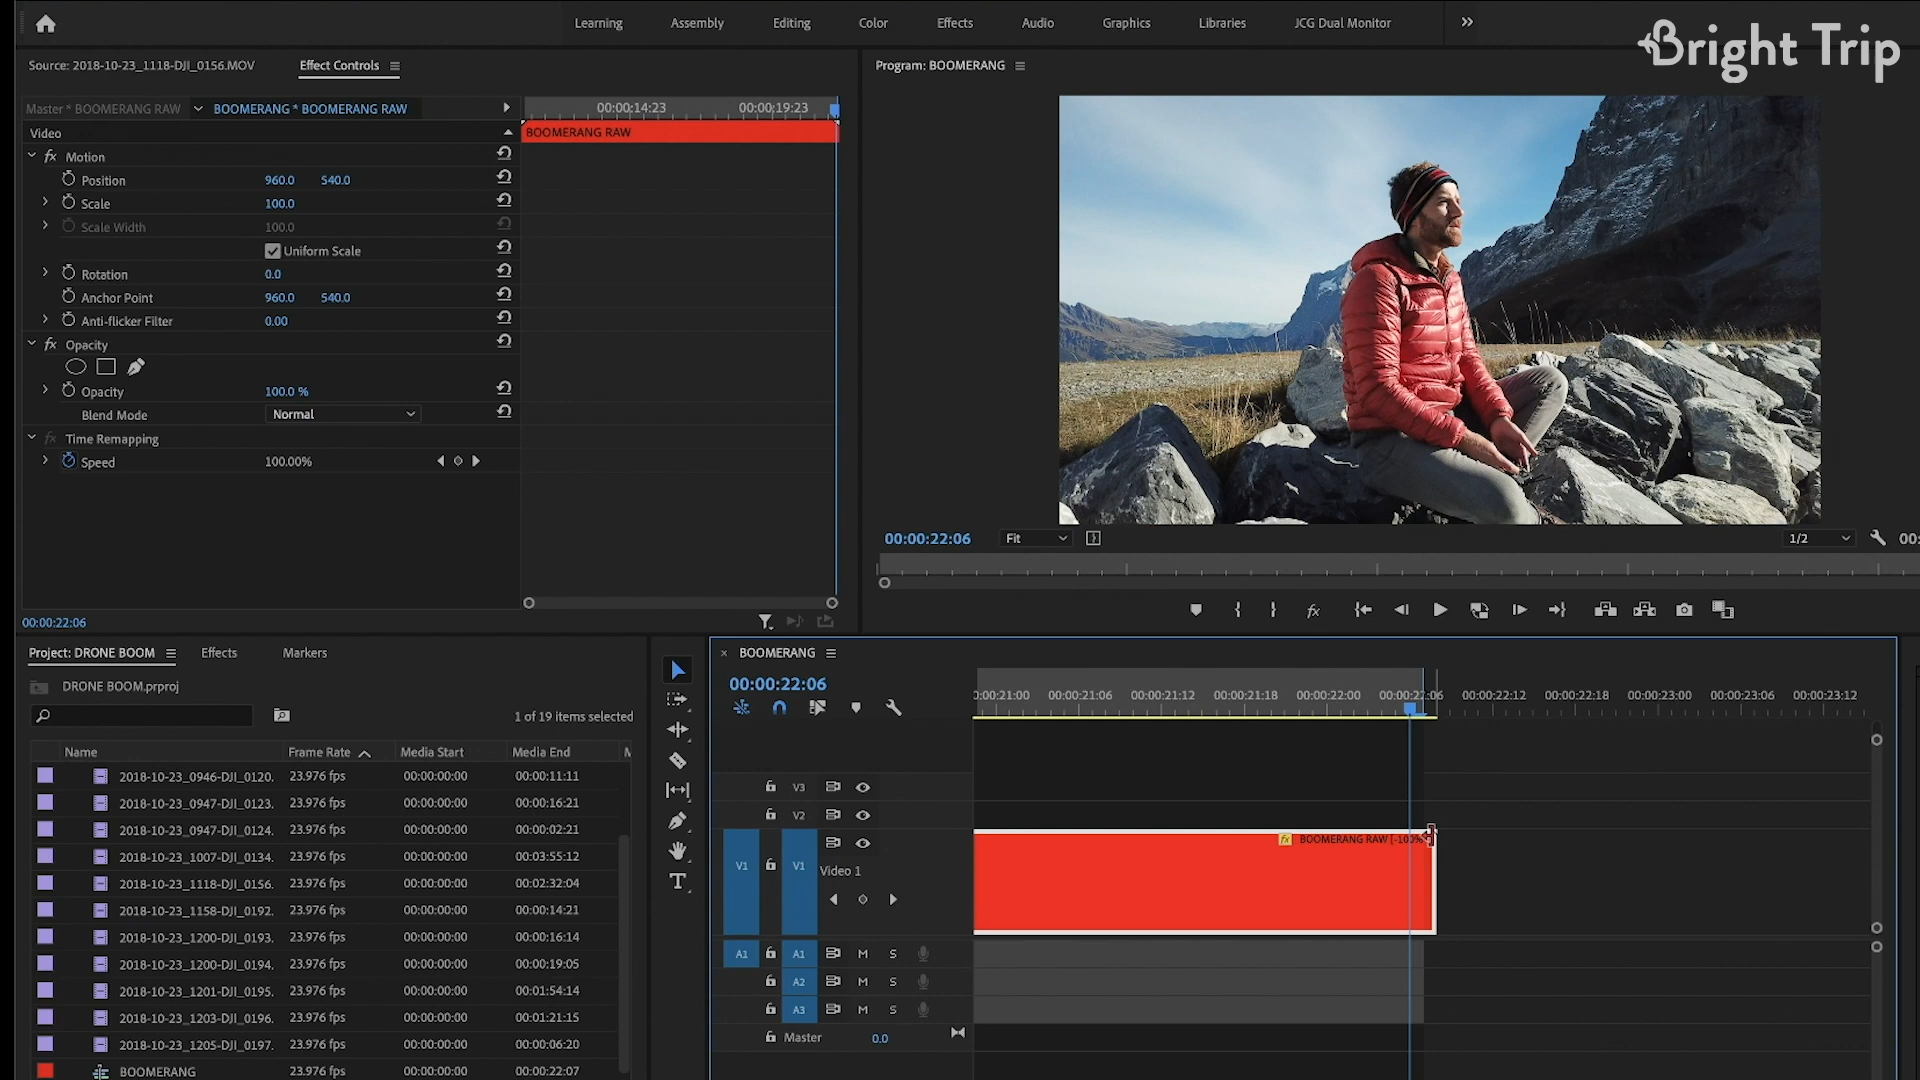 Learning Assembly Editing Color Effects Audio Graphics Libraries JCG Dual Monitor
Bright Trip
Source: 2018-10-23_1118-DJI_0156.MOV Effect Controls
Program: BOOMERANG
Master * BOOMERANG RAW BOOMERANG * BOOMERANG RAW
00:00:14:23 00:00:19:23
Video
BOOMERANG RAW
fx Motion
Position 960.0 540.0
Scale 100.0
Scale Width 100.0
Uniform Scale
Rotation 0.0
Anchor Point 960.0 540.0
Anti-flicker Filter 0.00
fx Opacity
Opacity 100.0 %
Blend Mode Normal
fx Time Remapping
Speed 100.00%
00:00:22:06
00:00:22:06 Fit 1/2 00:
fx
Project: DRONE BOOM Effects Markers
DRONE BOOM.prproj
1 of 19 items selected
Name Frame Rate Media Start Media End
2018-10-23_0946-DJI_0120. 23.976 fps 00:00:00:00 00:00:11:11
2018-10-23_0947-DJI_0123. 23.976 fps 00:00:00:00 00:00:16:21
2018-10-23_0947-DJI_0124. 23.976 fps 00:00:00:00 00:00:02:21
2018-10-23_1007-DJI_0134. 23.976 fps 00:00:00:00 00:03:55:12
2018-10-23_1118-DJI_0156. 23.976 fps 00:00:00:00 00:02:32:04
2018-10-23_1158-DJI_0192. 23.976 fps 00:00:00:00 00:00:14:21
2018-10-23_1200-DJI_0193. 23.976 fps 00:00:00:00 00:00:16:14
2018-10-23_1200-DJI_0194. 23.976 fps 00:00:00:00 00:00:19:05
2018-10-23_1201-DJI_0195. 23.976 fps 00:00:00:00 00:01:54:14
2018-10-23_1203-DJI_0196. 23.976 fps 00:00:00:00 00:01:21:15
2018-10-23_1205-DJI_0197. 23.976 fps 00:00:00:00 00:00:06:20
BOOMERANG 23.976 fps 00:00:00:00 00:00:22:07
BOOMERANG
00:00:22:06
0:00:21:00 00:00:21:06 00:00:21:12 00:00:21:18 00:00:22:00 00:00:22:06 00:00:22:12 00:00:22:18 00:00:23:00 00:00:23:06 00:00:23:12
V3
V2
fx BOOMERANG RAW [-100%
V1 V1 Video 1
A1 A1 M S
A2 M S
A3 M S
Master 0.0